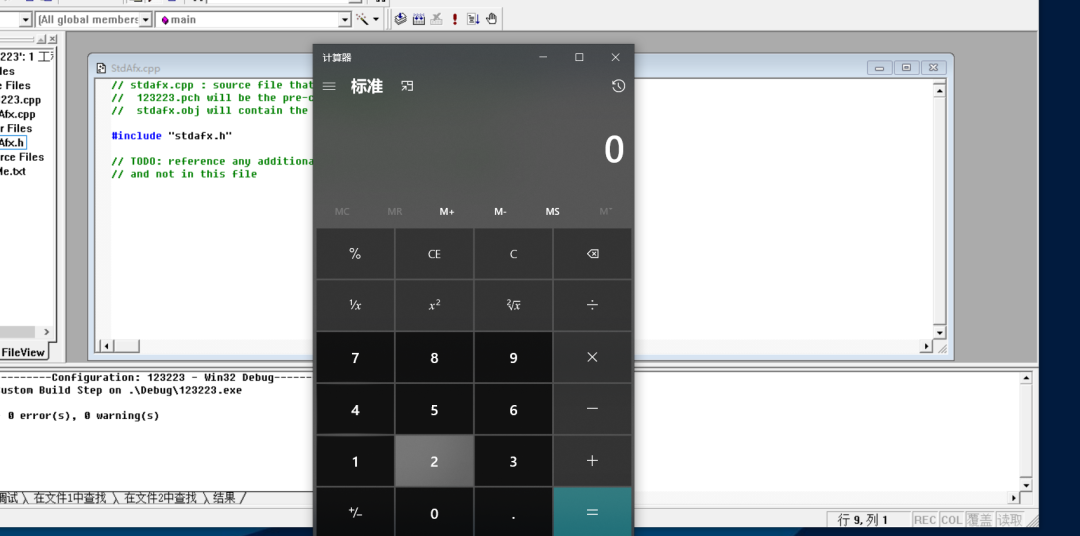 [All global members
main
223': 1 工
les
e Files
223.cpp
Afx.cpp
r Files
Afx.h
rce Files
Me.txt
FileView
StdAfx.cpp
// stdafx.cpp : source file that
// 123223.pch will be the pre-c
// stdafx.obj will contain the
#include "stdafx.h"
// TODO: reference any additiona
// and not in this file
计算器
标准
0
MC MR M+ M- MS M˅
% CE C
⅟x x² ²√x ÷
7 8 9 ×
4 5 6 −
1 2 3 +
+/- 0 . =
--------Configuration: 123223 - Win32 Debug------
ustom Build Step on .\Debug\123223.exe
0 error(s), 0 warning(s)
调试 在文件1中查找 在文件2中查找 结果
行 9, 列 1 REC COL 覆盖 读取